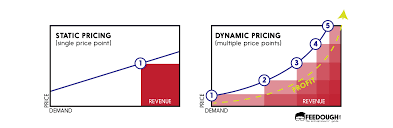 STATIC PRICING
(single price point)
1
PRICE
REVENUE
DEMAND
DYNAMIC PRICING
(multiple price points)
1
2
3
4
5
PROFIT
PRICE
REVENUE
DEMAND
FEEDOUGH